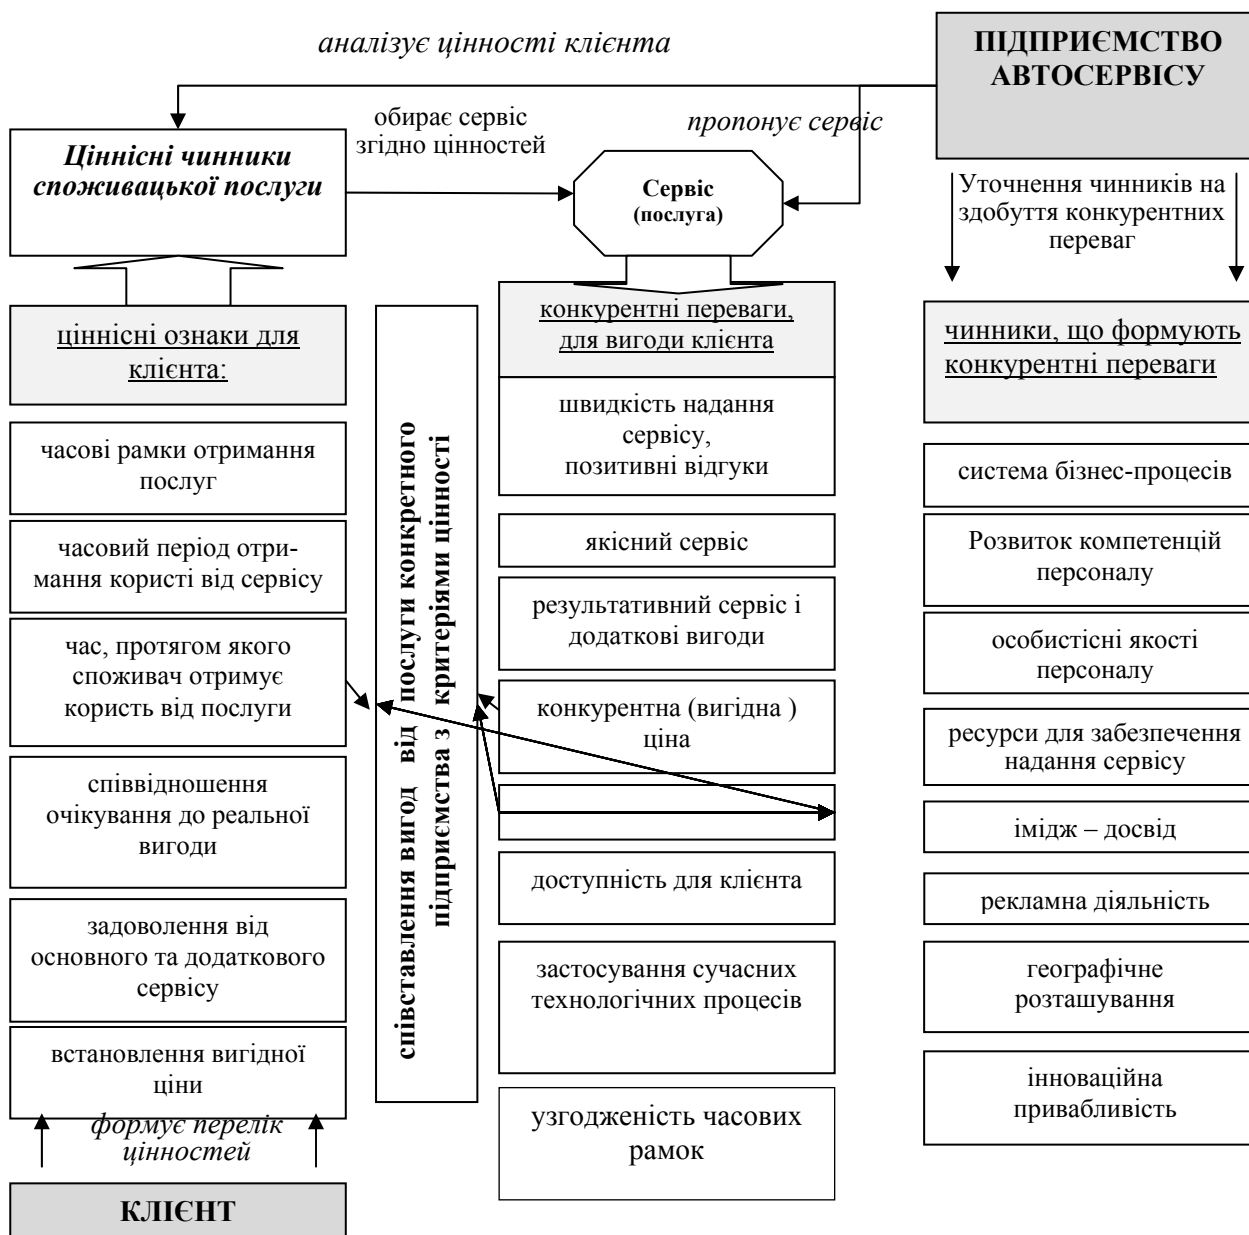 аналізує цінності клієнта
ПІДПРИЄМСТВО
АВТОСЕРВІСУ
обирає сервіс
згідно цінностей
пропонує сервіс
Ціннісні чинники
споживацької послуги
Сервіс
(послуга)
Уточнення чинників на
здобуття конкурентних
переваг
ціннісні ознаки для
клієнта:
часові рамки отримання
послуг
часовий період отри-
мання користі від сервісу
час, протягом якого
споживач отримує
користь від послуги
співвідношення
очікування до реальної
вигоди
задоволення від
основного та додаткового
сервісу
встановлення вигідної
ціни
формує перелік
цінностей
КЛІЄНТ
співставлення вигод від послуги конкретного
підприємства з критеріями цінності
конкурентні переваги,
для вигоди клієнта
швидкість надання
сервісу,
позитивні відгуки
якісний сервіс
результативний сервіс і
додаткові вигоди
конкурентна (вигідна )
ціна
доступність для клієнта
застосування сучасних
технологічних процесів
узгодженість часових
рамок
чинники, що формують
конкурентні переваги
система бізнес-процесів
Розвиток компетенцій
персоналу
особистісні якості
персоналу
ресурси для забезпечення
надання сервісу
імідж – досвід
рекламна діяльність
географічне
розташування
інноваційна
привабливість